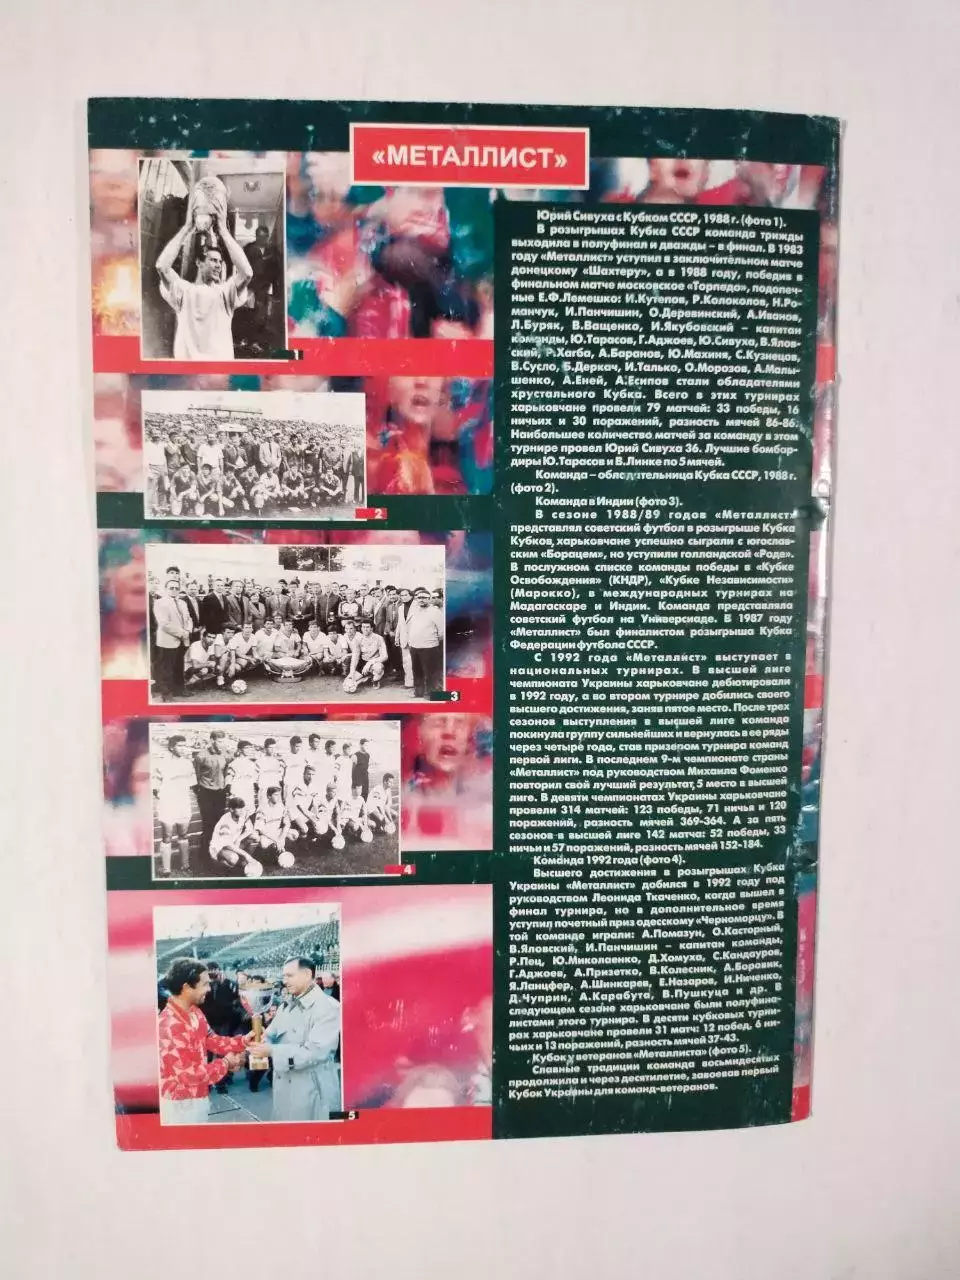 «МЕТАЛЛИСТ»
Юрий Сивуха с Кубком СССР, 1988 г. (фото 1).
В розыгрышах Кубка СССР команда трижды
выходила в полуфинал и дважды – в финал. В 1983
году «Металлист» уступил в заключительном матче
донецкому «Шахтеру», а в 1988 году, победив в
финальном матче московское «Торпедо», подопеч-
ные Е.Ф.Лемешко: И.Кутепов, Р.Колоколов, Н.Ро-
манчук, И.Панчишин, О.Деревинский, А.Иванов,
Л.Буряк, В.Ващенко, И.Якубовский – капитан
команды, Ю.Тарасов, Г.Аджоев, Ю.Сивуха, В.Ялов-
ский, Р.Хагба, А.Баранов, Ю.Махиня, С.Кузнецов,
В.Сусло, Б.Деркач, И.Талько, О.Морозов, А.Малы-
шенко, А.Еней, А.Есипов стали обладателями
хрустального Кубка. Всего в этих турнирах
харьковчане провели 79 матчей: 33 победы, 16
ничьих и 30 поражений, разность мячей 86-86.
Наибольшее количество матчей за команду в этом
турнире провел Юрий Сивуха 36. Лучшие бомбар-
диры Ю.Тарасов и В.Линке по 5 мячей.
Команда – обладательница Кубка СССР, 1988 г.
(фото 2).
Команда в Индии (фото 3).
В сезоне 1988/89 годов «Металлист»
представлял советский футбол в розыгрыше Кубка
Кубков, харьковчане успешно сыграли с югослав-
ским «Борацем», но уступили голландской «Роде».
В послужном списке команды победы в «Кубке
Освобождения» (КНДР), «Кубке Независимости»
(Марокко), в международных турнирах на
Мадагаскаре и Индии. Команда представляла
советский футбол на Универсиаде. В 1987 году
«Металлист» был финалистом розыгрыша Кубка
Федерации футбола СССР.
С 1992 года «Металлист» выступает в
национальных турнирах. В высшей лиге
чемпионата Украины харьковчане дебютировали
в 1992 году, а во втором турнире добились своего
высшего достижения, заняв пятое место. После трех
сезонов выступления в высшей лиге команда
покинула группу сильнейших и вернулась в ее ряды
через четыре года, став призером турнира команд
первой лиги. В последнем 9-м чемпионате страны
«Металлист» под руководством Михаила Фоменко
повторил свой лучший результат, 5 место в высшей
лиге. В девяти чемпионатах Украины харьковчане
провели 314 матчей: 123 победы, 71 ничья и 120
поражений, разность мячей 369-364. А за пять
сезонов в высшей лиге 142 матча: 52 победы, 33
ничьи и 57 поражений, разность мячей 152-184.
Команда 1992 года (фото 4).
Высшего достижения в розыгрышах Кубка
Украины «Металлист» добился в 1992 году под
руководством Леонида Ткаченко, когда вышел в
финал турнира, но в дополнительное время
уступил почетный приз одесскому «Черноморцу». В
той команде играли: А.Помазун, О.Касторный,
В.Яловский, И.Панчишин – капитан команды,
Р.Пец, Ю.Миколаенко, Д.Хомуха, С.Кандауров,
Г.Аджоев, А.Призетко, В.Колесник, А.Боровик,
Я.Ланцфер, А.Шинкарев, Е.Назаров, И.Ниченко,
Д.Чуприн, А.Карабута, В.Пушкуца и др. В
следующем сезоне харьковчане были полуфина-
листами этого турнира. В десяти кубковых турни-
рах харьковчане провели 31 матч: 12 побед, 6 ни-
чьих и 13 поражений, разность мячей 37-43.
Кубок у ветеранов «Металлиста» (фото 5).
Славные традиции команда восьмидесятых
продолжила и через десятилетие, завоевав первый
Кубок Украины для команд-ветеранов.
1
2
3
4
5